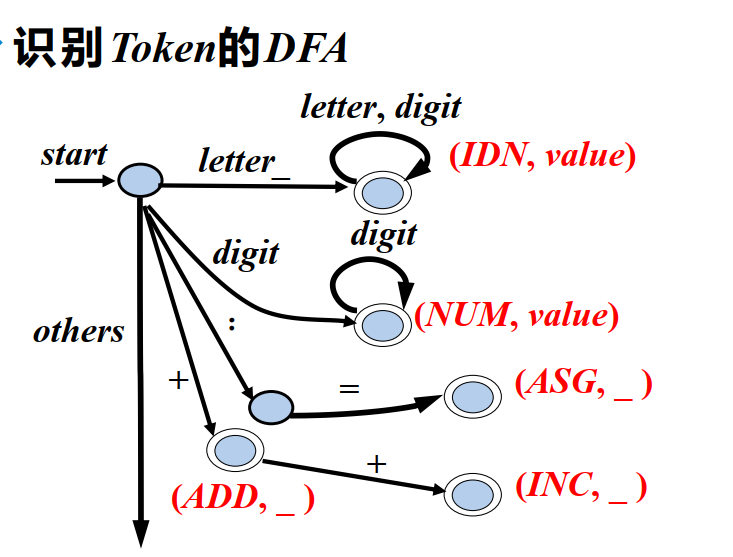 识别Token的DFA
letter, digit
start
letter_
(IDN, value)
digit
digit
:
(NUM, value)
others
+
=
(ASG, _ )
+
(ADD, _ )
(INC, _ )